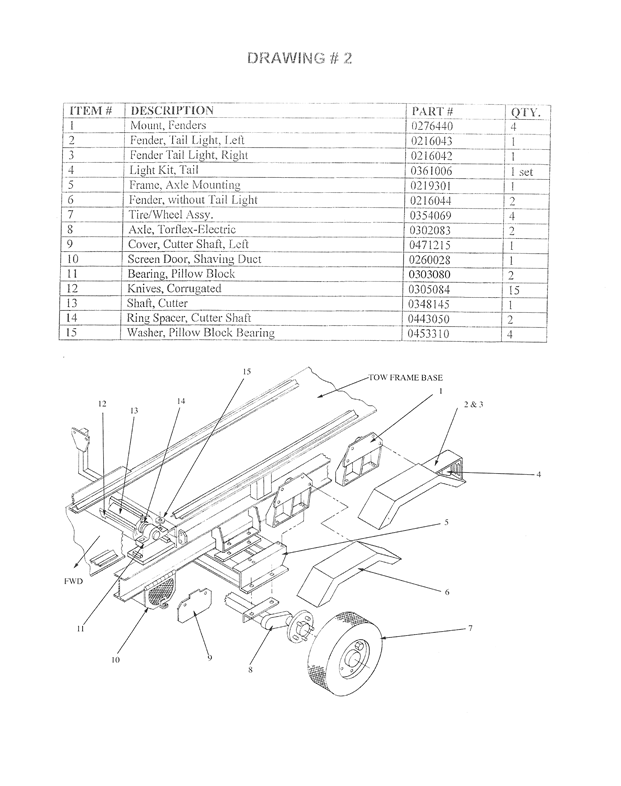 DRAWING # 2
ITEM # DESCRIPTION PART # QTY.
1 Mount, Fenders 0276440 4
2 Fender, Tail Light, Left 0216043 1
3 Fender Tail Light, Right 0216042 1
4 Light Kit, Tail 0361006 1 set
5 Frame, Axle Mounting 0219301 1
6 Fender, without Tail Light 0216044 2
7 Tire/Wheel Assy. 0354069 4
8 Axle, Torflex-Electric 0302083 2
9 Cover, Cutter Shaft, Left 0471215 1
10 Screen Door, Shaving Duct 0260028 1
11 Bearing, Pillow Block 0303080 2
12 Knives, Corrugated 0305084 15
13 Shaft, Cutter 0348145 1
14 Ring Spacer, Cutter Shaft 0443050 2
15 Washer, Pillow Block Bearing 0453310 4
15
TOW FRAME BASE
1
14
12
13
2 & 3
4
5
FWD
6
11
7
10
9
8